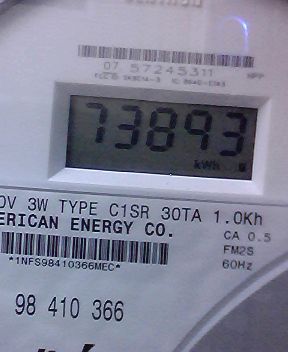 07 57245311
73893
kWh
0V 3W TYPE C1SR 30TA 1.0Kh
ERICAN ENERGY CO.
CA 0.5
FM2S
60Hz
*1NFS98410366MEC*
98 410 366